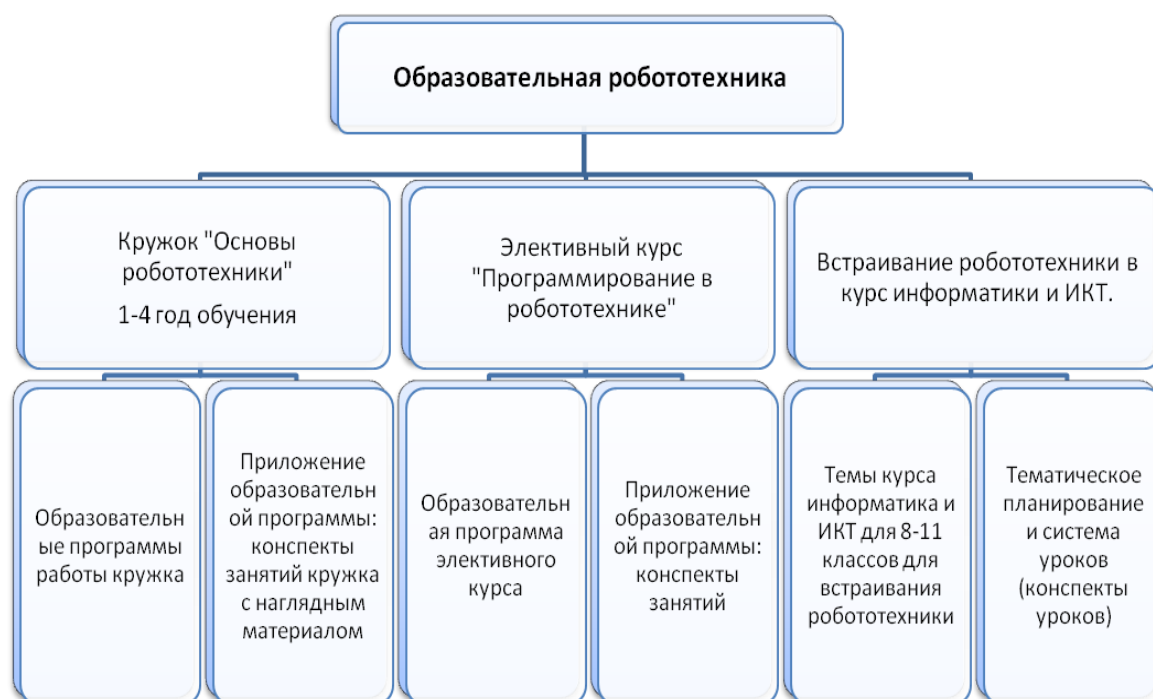 Образовательная робототехника
Кружок "Основы
робототехники"
1-4 год обучения
Элективный курс
"Программирование в
робототехнике"
Встраивание робототехники в
курс информатики и ИКТ.
Образовательн
ые программы
работы кружка
Приложение
образовательн
ой программы:
конспекты
занятий кружка
с наглядным
материалом
Образовательн
ая программа
элективного
курса
Приложение
образовательн
ой программы:
конспекты
занятий
Темы курса
информатика и
ИКТ для 8-11
классов для
встраивания
робототехники
Тематическое
планирование
и система
уроков
(конспекты
уроков)